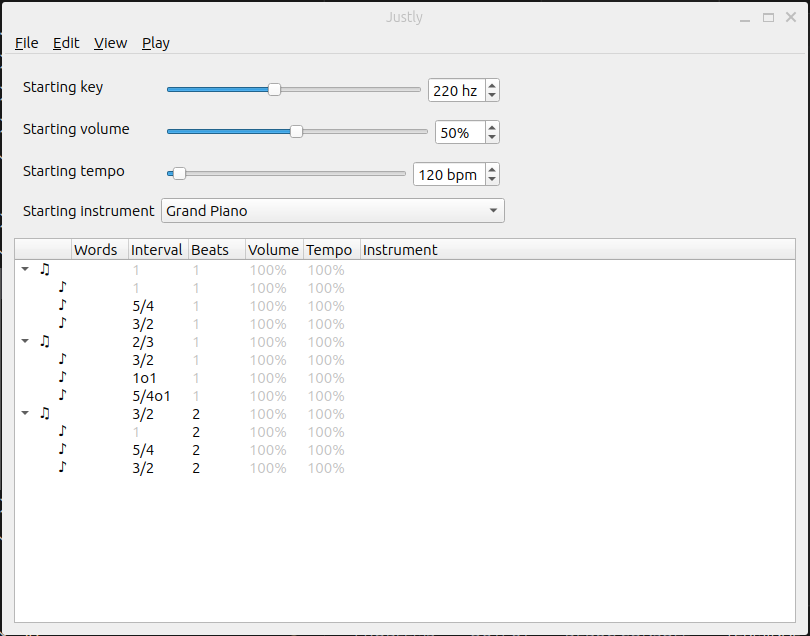 Justly
File Edit View Play
Starting key 220 hz
Starting volume 50%
Starting tempo 120 bpm
Starting instrument Grand Piano
Words Interval Beats Volume Tempo Instrument
1 1 100% 100%
1 1 100% 100%
5/4 1 100% 100%
3/2 1 100% 100%
2/3 1 100% 100%
3/2 1 100% 100%
1o1 1 100% 100%
5/4o1 1 100% 100%
3/2 2 100% 100%
1 2 100% 100%
5/4 2 100% 100%
3/2 2 100% 100%